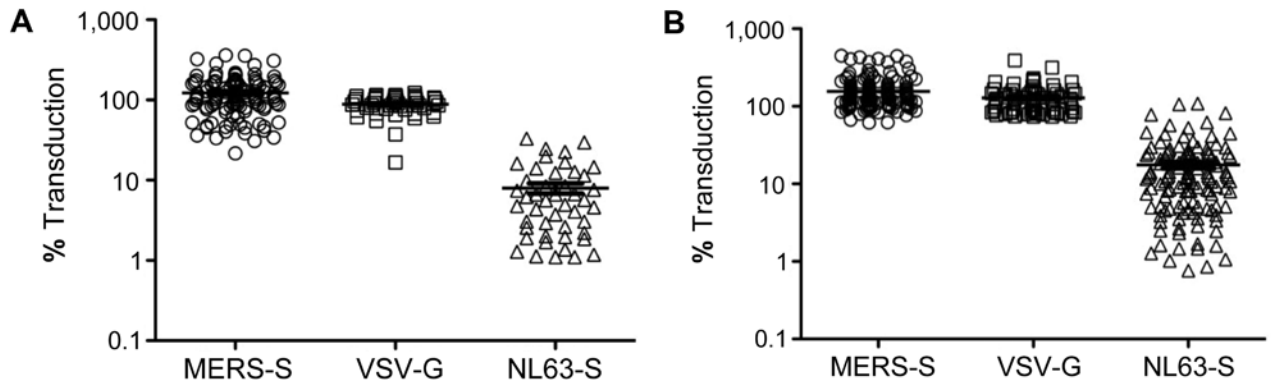 A
% Transduction
1,000
100
10
1
0.1
MERS-S VSV-G NL63-S
B
% Transduction
1,000
100
10
1
0.1
MERS-S VSV-G NL63-S